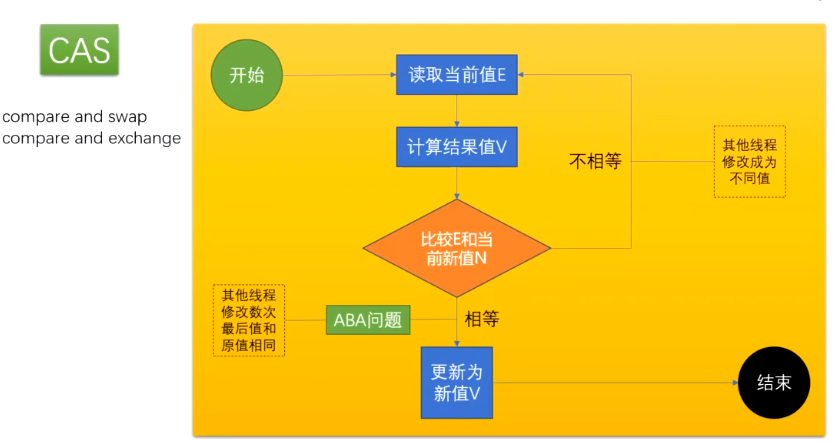 CAS
compare and swap
compare and exchange
开始
读取当前值E
计算结果值V
不相等
其他线程
修改成为
不同值
比较E和当
前新值N
其他线程
修改数次
最后值和
原值相同
ABA问题
相等
更新为
新值V
结束